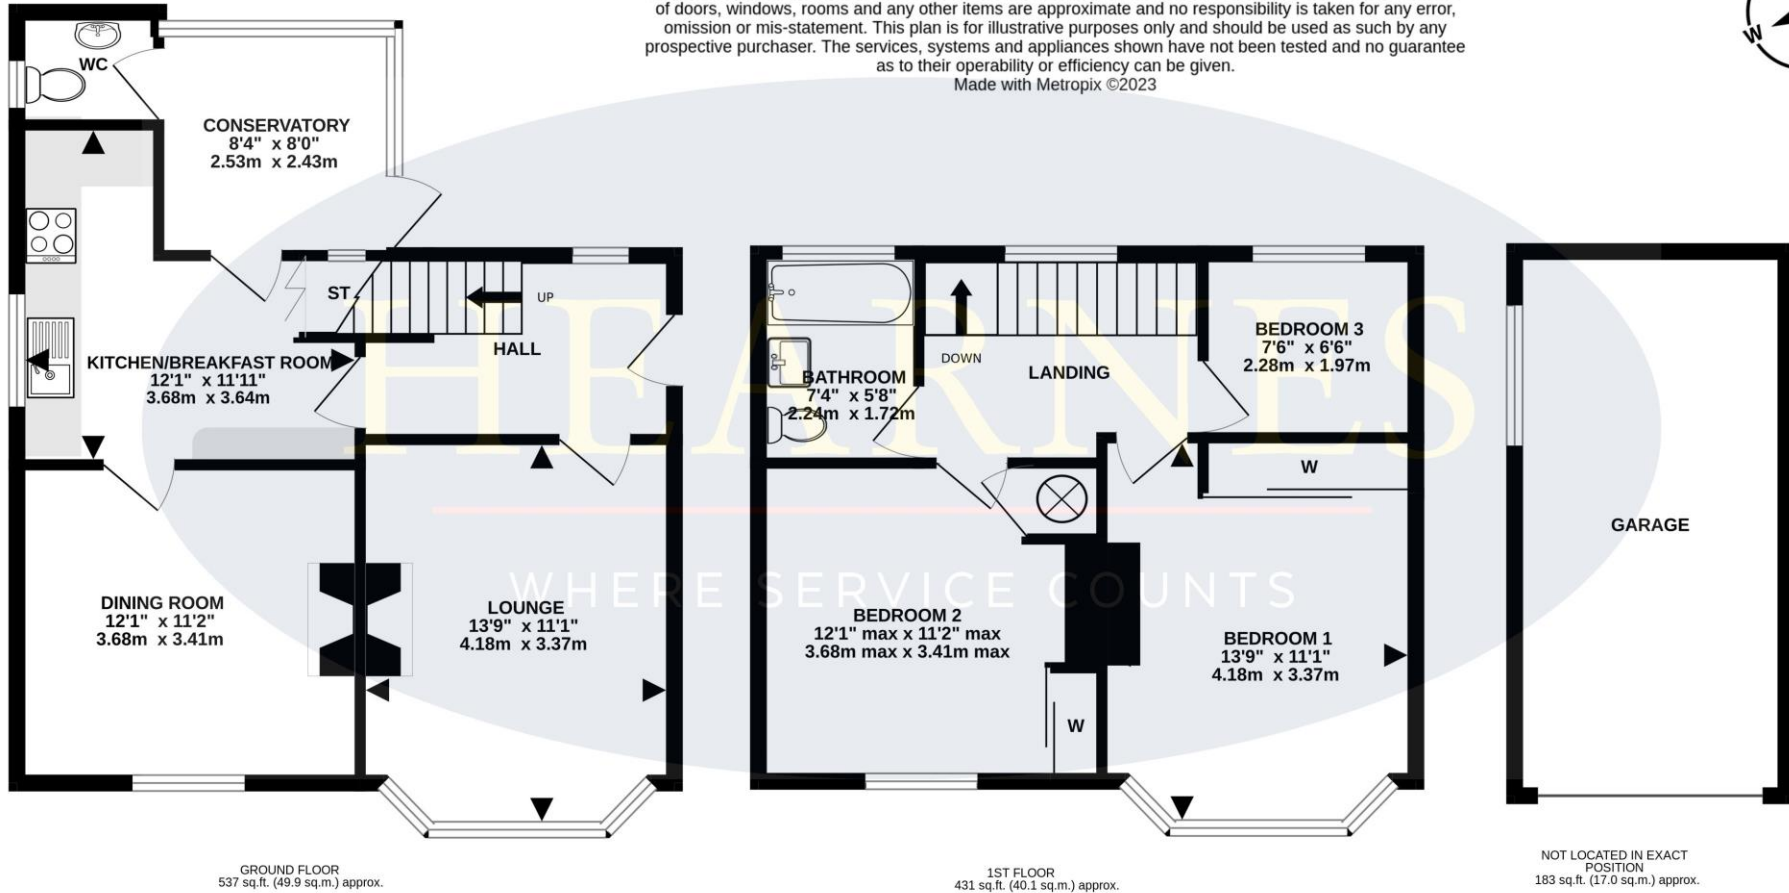 of doors, windows, rooms and any other items are approximate and no responsibility is taken for any error,
omission or mis-statement. This plan is for illustrative purposes only and should be used as such by any
prospective purchaser. The services, systems and appliances shown have not been tested and no guarantee
as to their operability or efficiency can be given.
Made with Metropix ©2023
W
WC
CONSERVATORY
8'4" x 8'0"
2.53m x 2.43m
ST
UP
HALL
KITCHEN/BREAKFAST ROOM
12'1" x 11'11"
3.68m x 3.64m
DINING ROOM
12'1" x 11'2"
3.68m x 3.41m
LOUNGE
13'9" x 11'1"
4.18m x 3.37m
GROUND FLOOR
537 sq.ft. (49.9 sq.m.) approx.
DOWN
BATHROOM
7'4" x 5'8"
2.24m x 1.72m
LANDING
BEDROOM 3
7'6" x 6'6"
2.28m x 1.97m
W
BEDROOM 2
12'1" max x 11'2" max
3.68m max x 3.41m max
W
BEDROOM 1
13'9" x 11'1"
4.18m x 3.37m
1ST FLOOR
431 sq.ft. (40.1 sq.m.) approx.
GARAGE
NOT LOCATED IN EXACT
POSITION
183 sq.ft. (17.0 sq.m.) approx.
HEARNES
WHERE SERVICE COUNTS